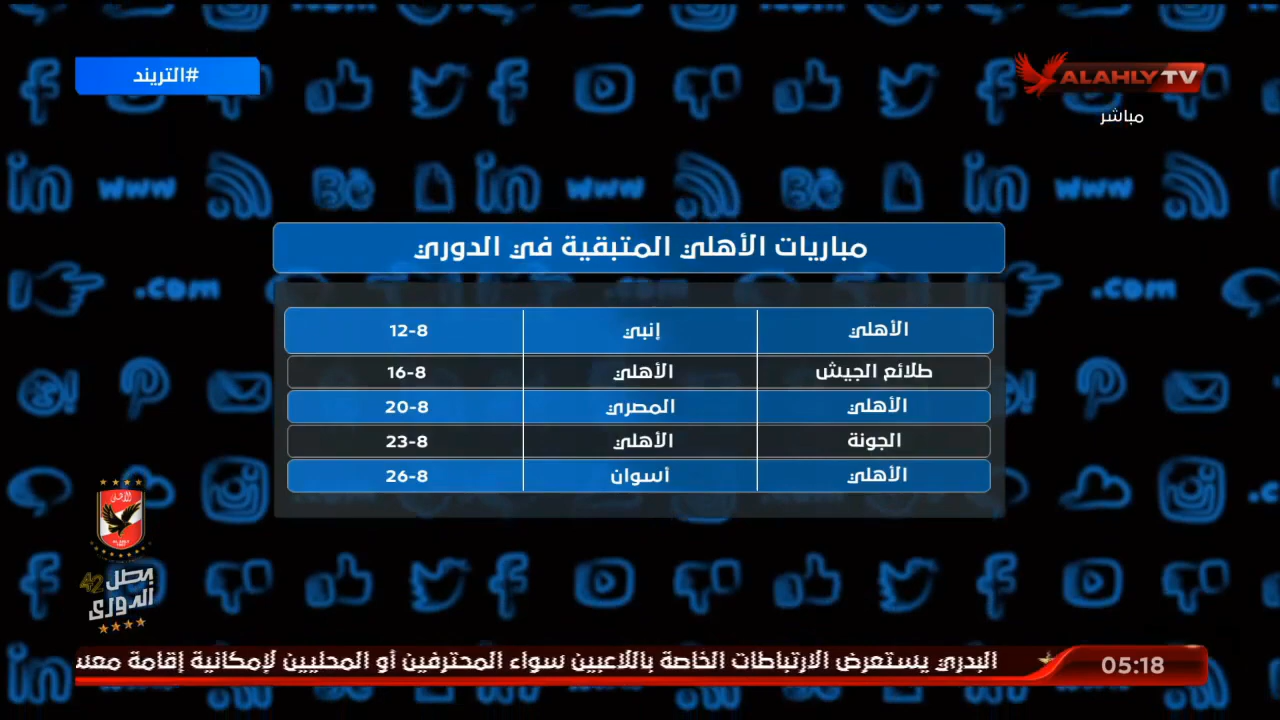 #التريند
ALAHLY TV
مباشر
مباريات الأهلي المتبقية في الدوري
الأهلي إنبي 12-8
طلائع الجيش الأهلي 16-8
الأهلي المصري 20-8
الجونة الأهلي 23-8
الأهلي أسوان 26-8
بطل الدوري 42
البدري يستعرض الارتباطات الخاصة باللاعبين سواء المحترفين أو المحليين لإمكانية إقامة
05:18